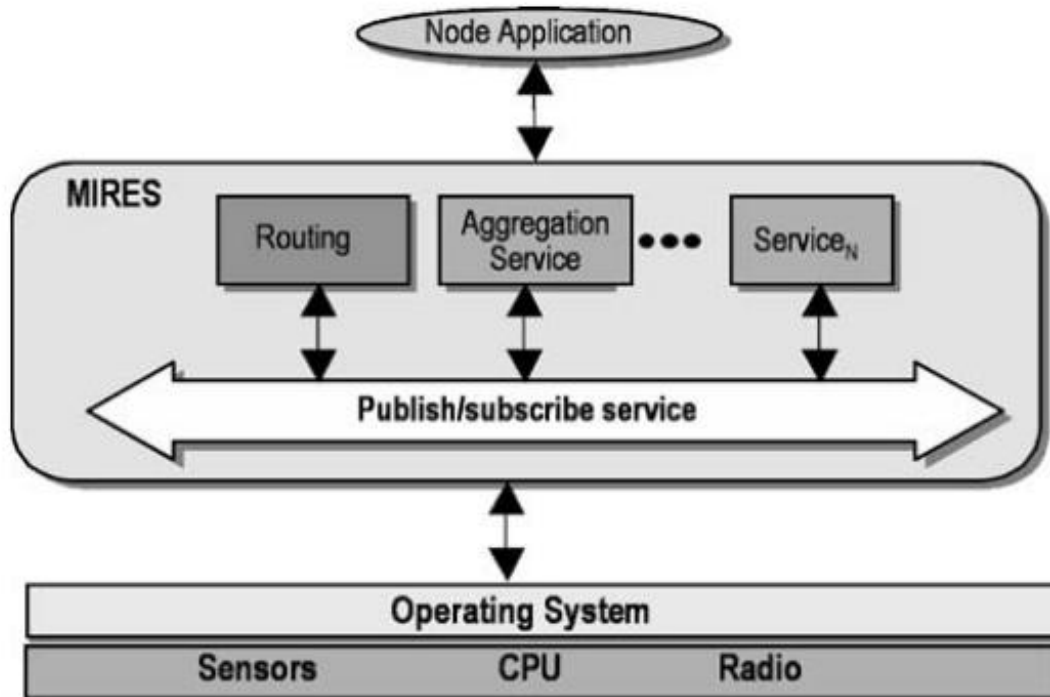 Node Application
MIRES
Routing
Aggregation
Service
Service_N
Publish/subscribe service
Operating System
Sensors CPU Radio